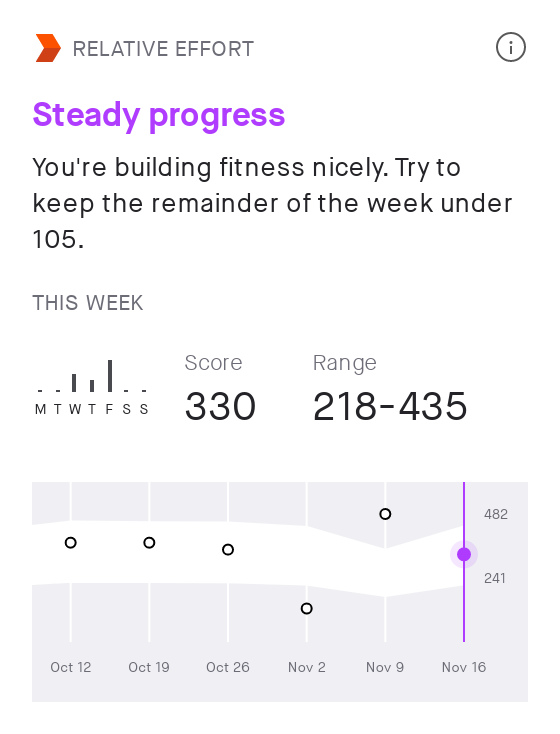 RELATIVE EFFORT
Steady progress
You're building fitness nicely. Try to
keep the remainder of the week under
105.
THIS WEEK
M T W T F S S
Score
330
Range
218-435
482
241
Oct 12 Oct 19 Oct 26 Nov 2 Nov 9 Nov 16